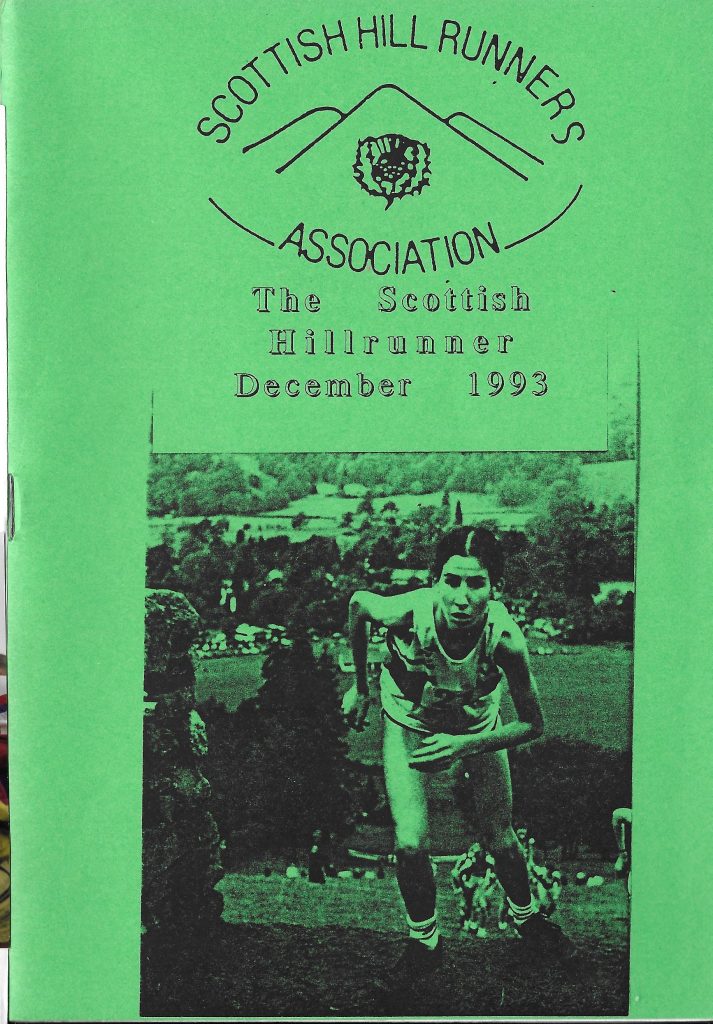 SCOTTISH HILL RUNNERS
ASSOCIATION
The Scottish
Hillrunner
December 1993